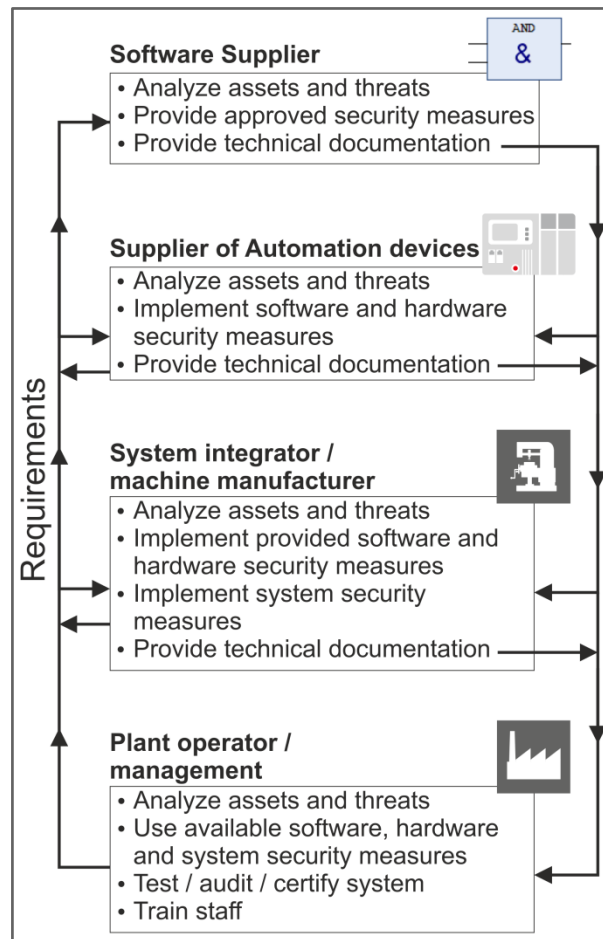 AND
&
Software Supplier
• Analyze assets and threats
• Provide approved security measures
• Provide technical documentation
Supplier of Automation devices
• Analyze assets and threats
• Implement software and hardware
security measures
• Provide technical documentation
Requirements
System integrator /
machine manufacturer
• Analyze assets and threats
• Implement provided software and
hardware security measures
• Implement system security
measures
• Provide technical documentation
Plant operator /
management
• Analyze assets and threats
• Use available software, hardware
and system security measures
• Test / audit / certify system
• Train staff